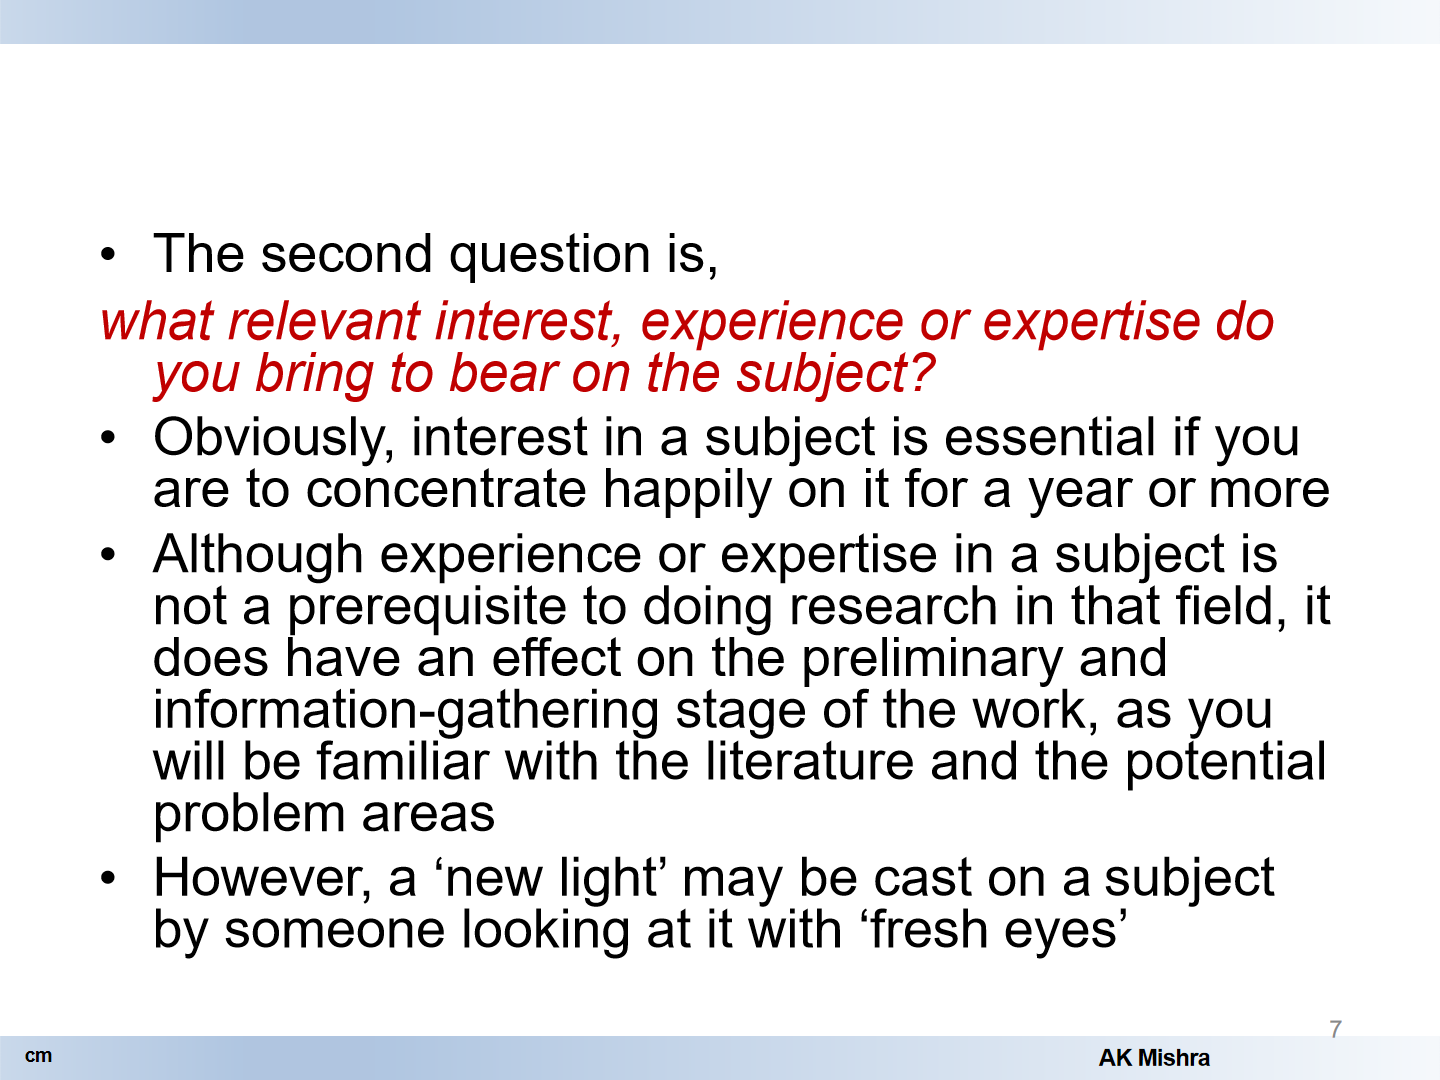 • The second question is,
what relevant interest, experience or expertise do
you bring to bear on the subject?
• Obviously, interest in a subject is essential if you
are to concentrate happily on it for a year or more
• Although experience or expertise in a subject is
not a prerequisite to doing research in that field, it
does have an effect on the preliminary and
information-gathering stage of the work, as you
will be familiar with the literature and the potential
problem areas
• However, a ‘new light’ may be cast on a subject
by someone looking at it with ‘fresh eyes’
7
cm
AK Mishra